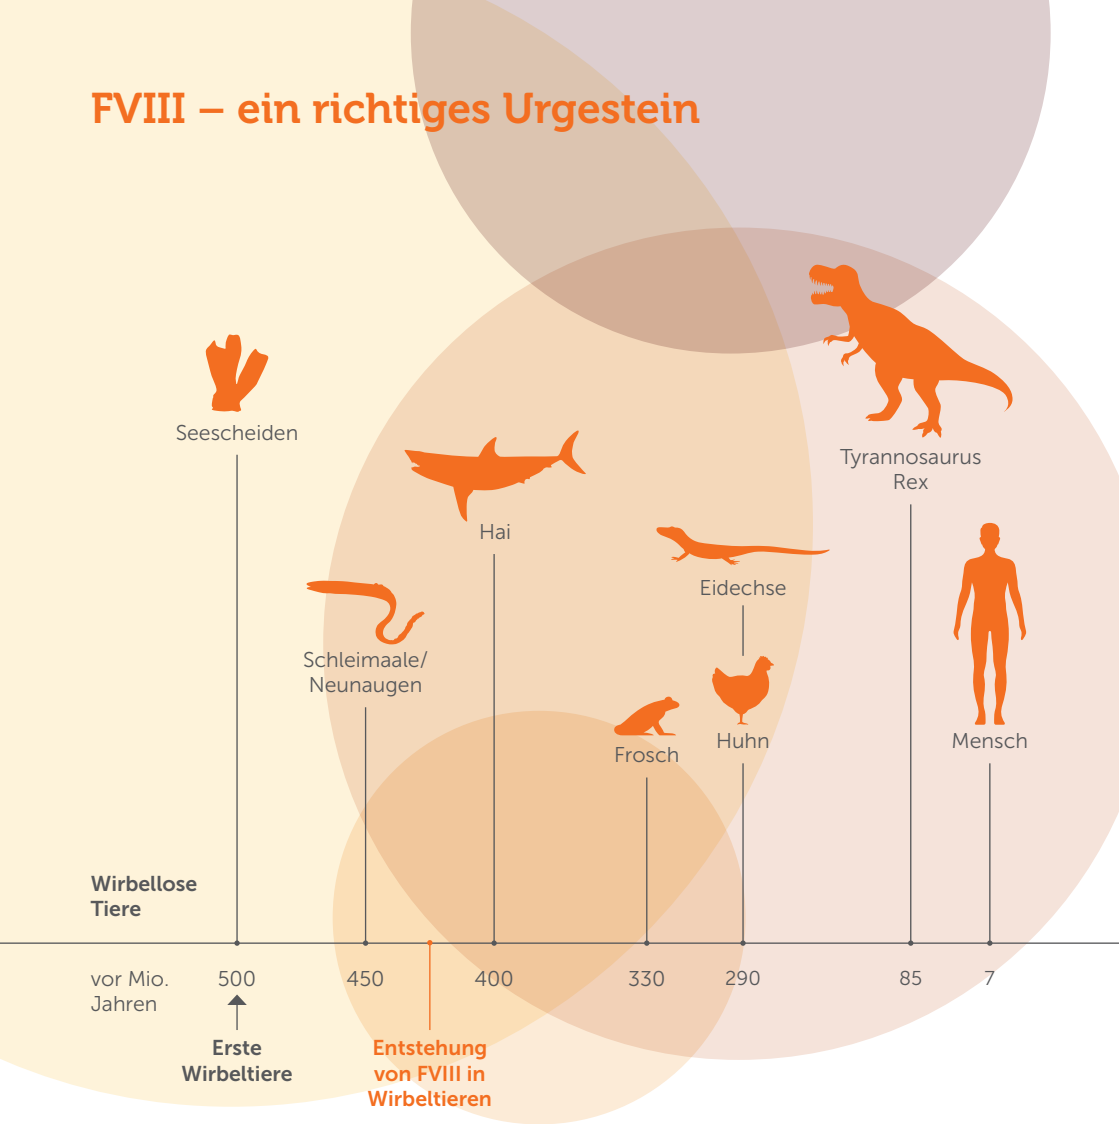 FVIII – ein richtiges Urgestein
Seescheiden
Tyrannosaurus
Rex
Hai
Eidechse
Schleimaale/
Neunaugen
Frosch
Huhn
Mensch
Wirbellose
Tiere
vor Mio.
Jahren
500
450
400
330
290
85
7
Erste
Wirbeltiere
Entstehung
von FVIII in
Wirbeltieren